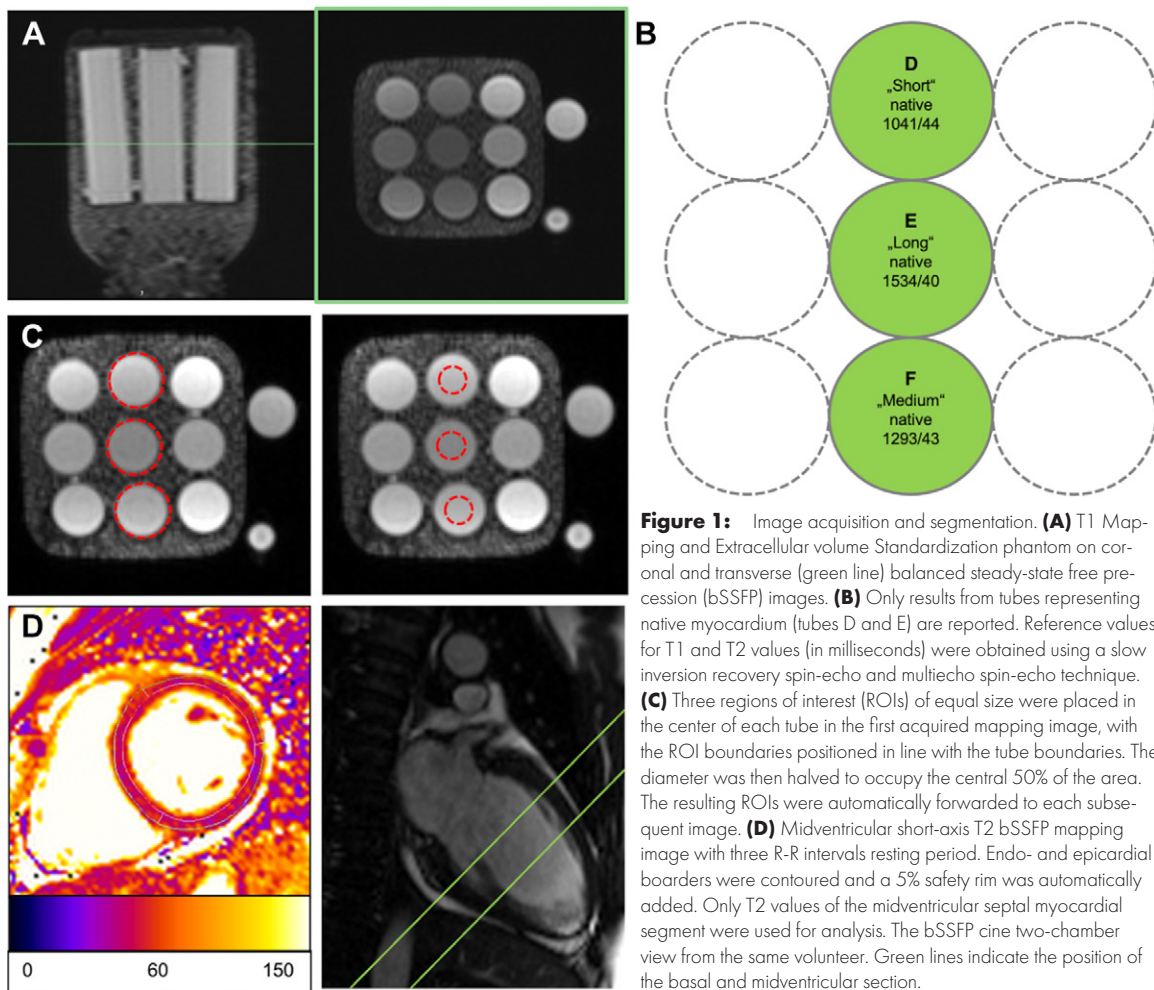 A
B
D
„Short“
native
1041/44
E
„Long“
native
1534/40
F
„Medium“
native
1293/43
C
D
0 60 150
Figure 1: Image acquisition and segmentation. (A) T1 Map-
ping and Extracellular volume Standardization phantom on cor-
onal and transverse (green line) balanced steady-state free pre-
cession (bSSFP) images. (B) Only results from tubes representing
native myocardium (tubes D and E) are reported. Reference values
for T1 and T2 values (in milliseconds) were obtained using a slow
inversion recovery spin-echo and multiecho spin-echo technique.
(C) Three regions of interest (ROIs) of equal size were placed in
the center of each tube in the first acquired mapping image, with
the ROI boundaries positioned in line with the tube boundaries. The
diameter was then halved to occupy the central 50% of the area.
The resulting ROIs were automatically forwarded to each subse-
quent image. (D) Midventricular short-axis T2 bSSFP mapping
image with three R-R intervals resting period. Endo- and epicardial
boarders were contoured and a 5% safety rim was automatically
added. Only T2 values of the midventricular septal myocardial
segment were used for analysis. The bSSFP cine two-chamber
view from the same volunteer. Green lines indicate the position of
the basal and midventricular section.